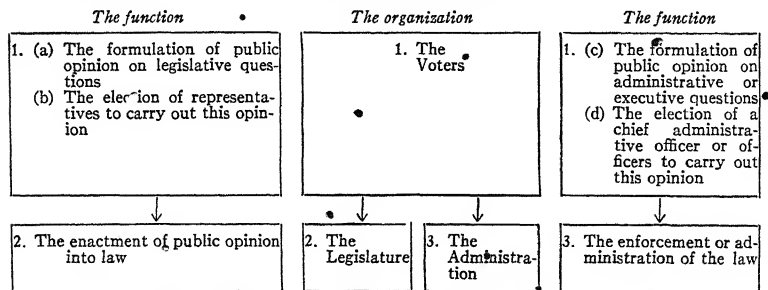 The function
1. (a) The formulation of public
opinion on legislative ques-
tions
(b) The election of representa-
tives to carry out this opin-
ion
The organization
1. The
Voters
The function
1. (c) The formulation of
public opinion on
administrative or
executive questions
(d) The election of a
chief administra-
tive officer or of-
ficers to carry out
this opinion
2. The enactment of public opinion
into law
2. The
Legislature
3. The
Administra-
tion
3. The enforcement or ad-
ministration of the law